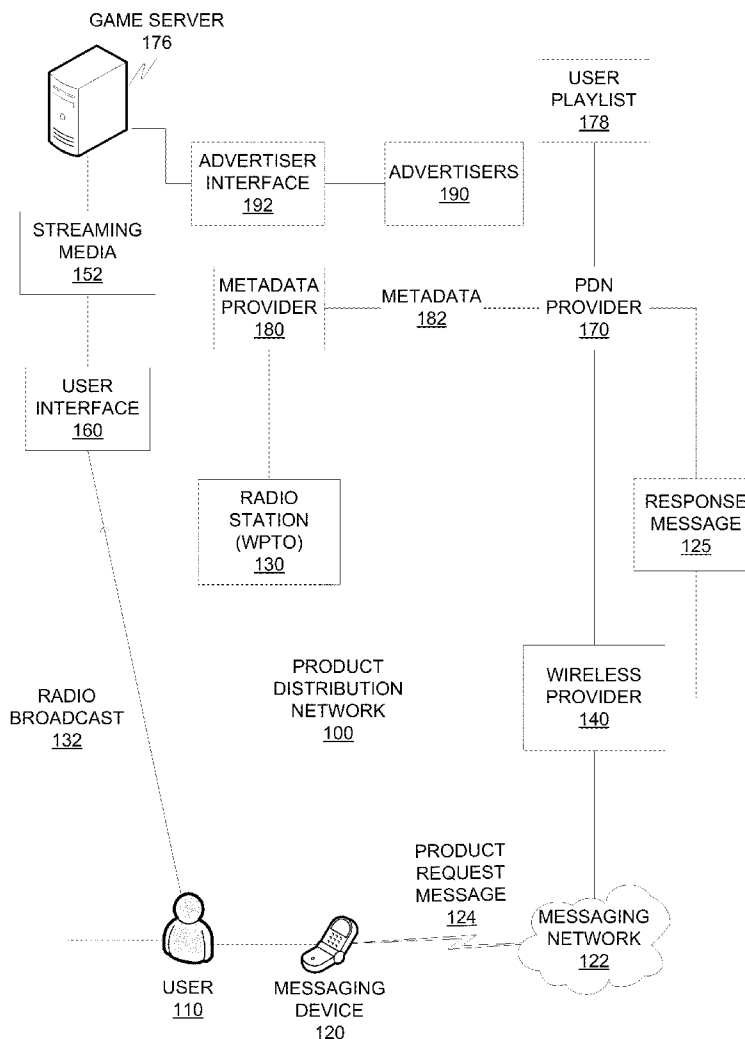 GAME SERVER
176
USER
PLAYLIST
178
ADVERTISER
INTERFACE
192
ADVERTISERS
190
STREAMING
MEDIA
152
METADATA
PROVIDER
180
METADATA
182
PDN
PROVIDER
170
USER
INTERFACE
160
RADIO
STATION
(WPTO)
130
RESPONSE
MESSAGE
125
RADIO
BROADCAST
132
PRODUCT
DISTRIBUTION
NETWORK
100
WIRELESS
PROVIDER
140
PRODUCT
REQUEST
MESSAGE
124
MESSAGING
NETWORK
122
USER
110
MESSAGING
DEVICE
120